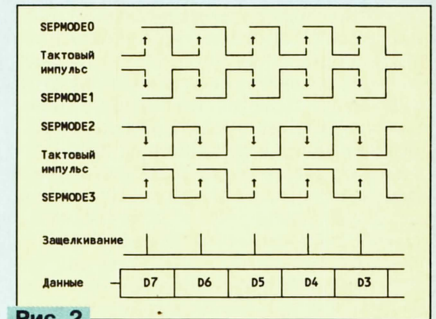 SEPMODE0
Тактовый
импульс
SEPMODE1
SEPMODE2
Тактовый
импульс
SEPMODE3
Защелкивание
Данные D7 D6 D5 D4 D3
Рис. 2